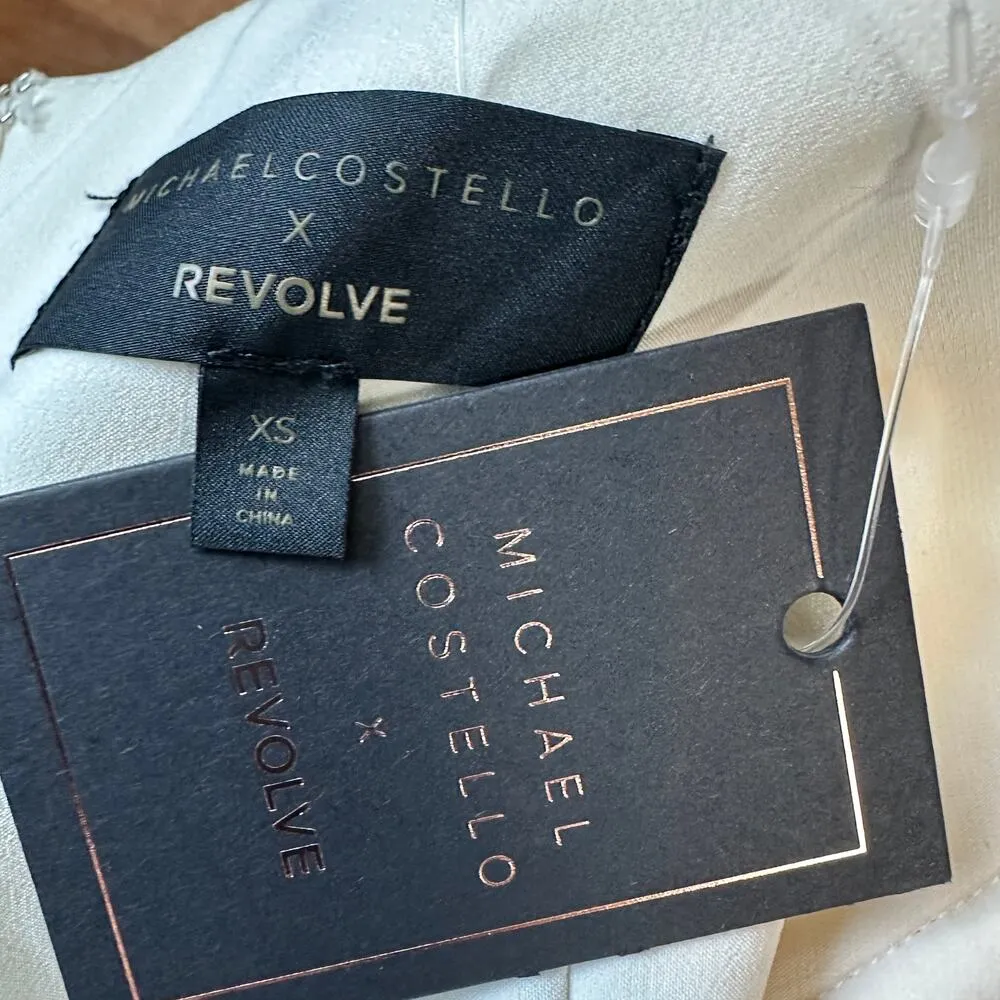 MICHAELCOSTELLO
X
REVOLVE
XS
MADE
IN
CHINA
MICHAEL
COSTELLO
X
REVOLVE